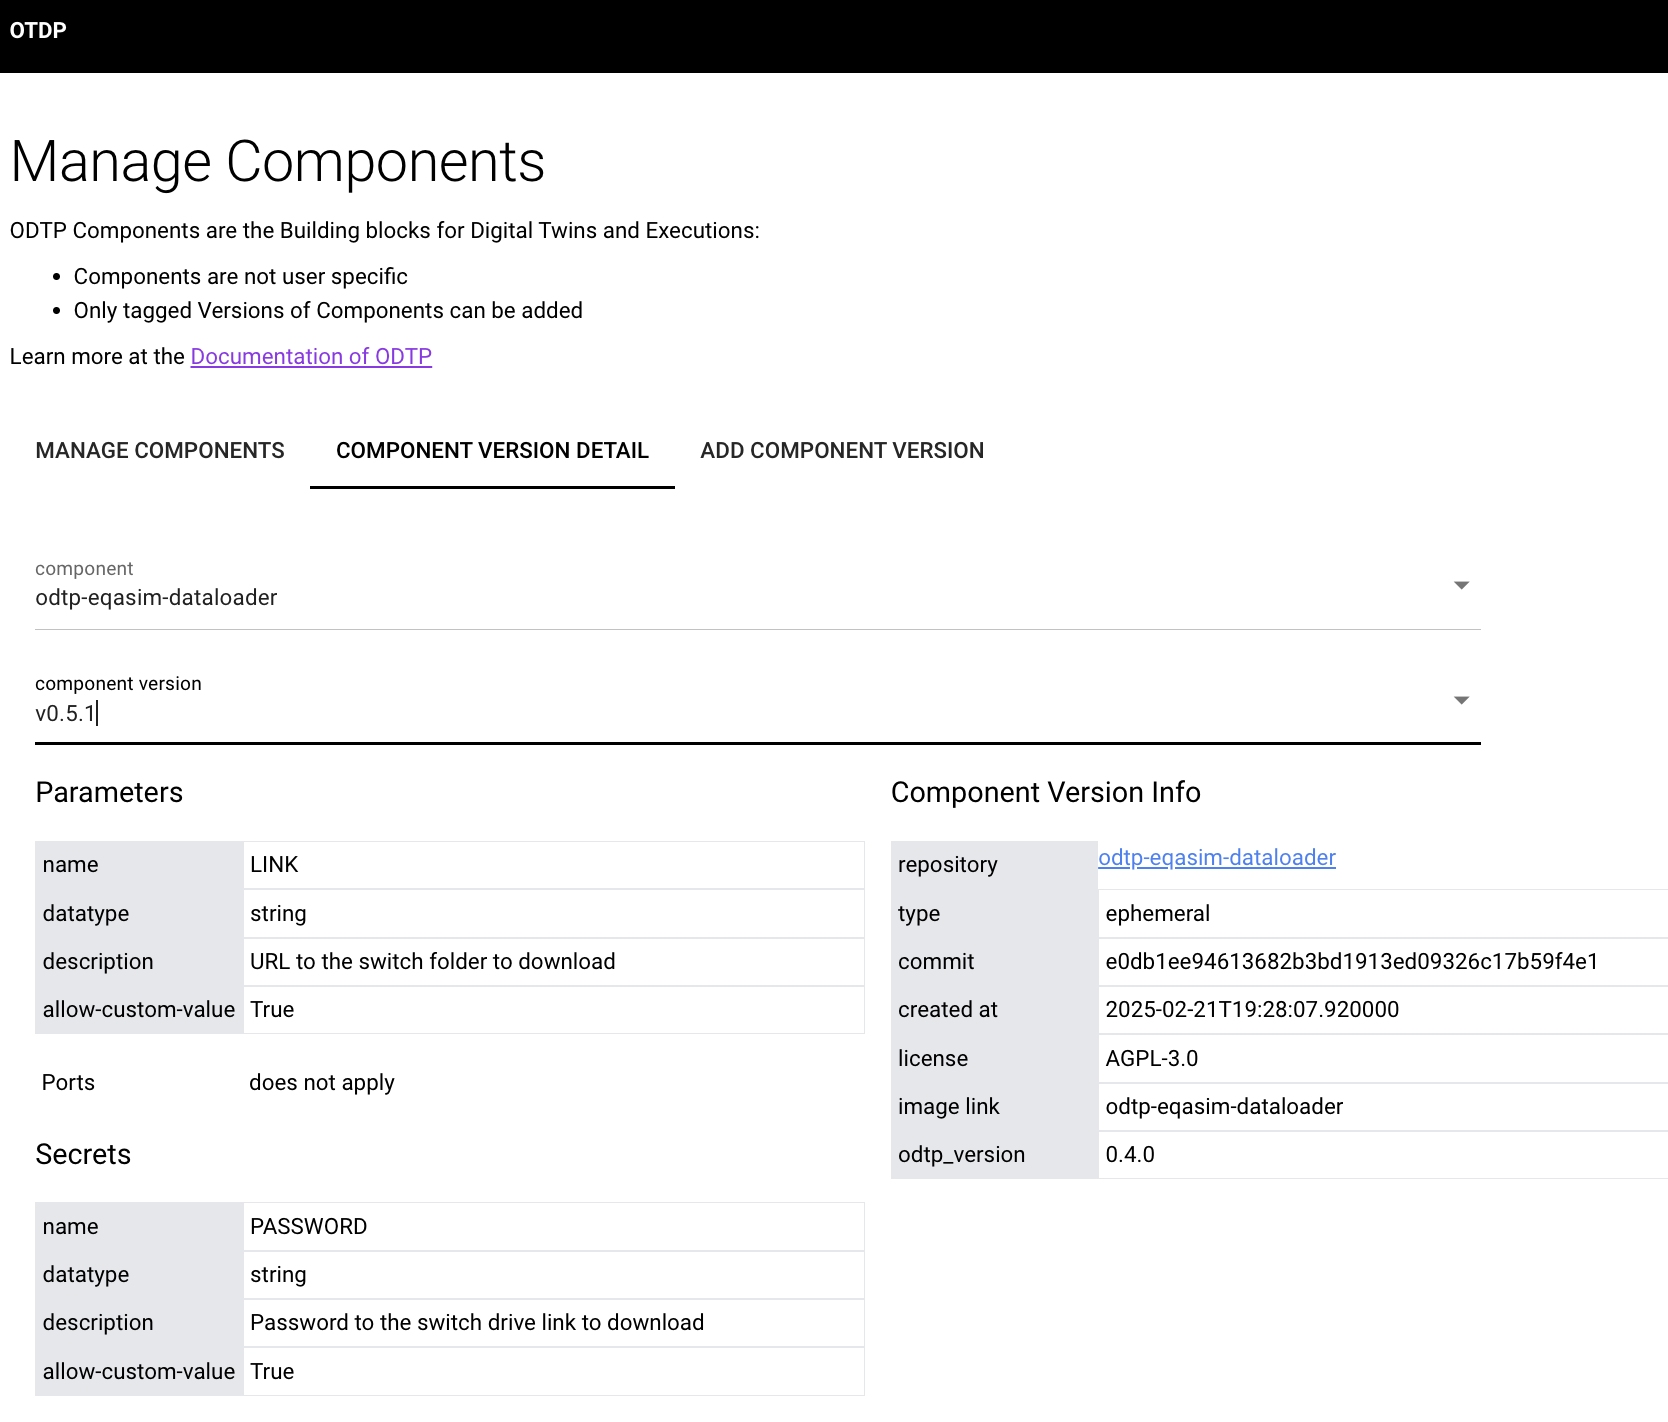 OTDP
Manage Components
ODTP Components are the Building blocks for Digital Twins and Executions:
• Components are not user specific
• Only tagged Versions of Components can be added
Learn more at the Documentation of ODTP
MANAGE COMPONENTS COMPONENT VERSION DETAIL ADD COMPONENT VERSION
component
odtp-eqasim-dataloader
component version
v0.5.1
Parameters
name LINK
datatype string
description URL to the switch folder to download
allow-custom-value True
Ports does not apply
Secrets
name PASSWORD
datatype string
description Password to the switch drive link to download
allow-custom-value True
Component Version Info
repository odtp-eqasim-dataloader
type ephemeral
commit e0db1ee94613682b3bd1913ed09326c17b59f4e1
created at 2025-02-21T19:28:07.920000
license AGPL-3.0
image link odtp-eqasim-dataloader
odtp_version 0.4.0